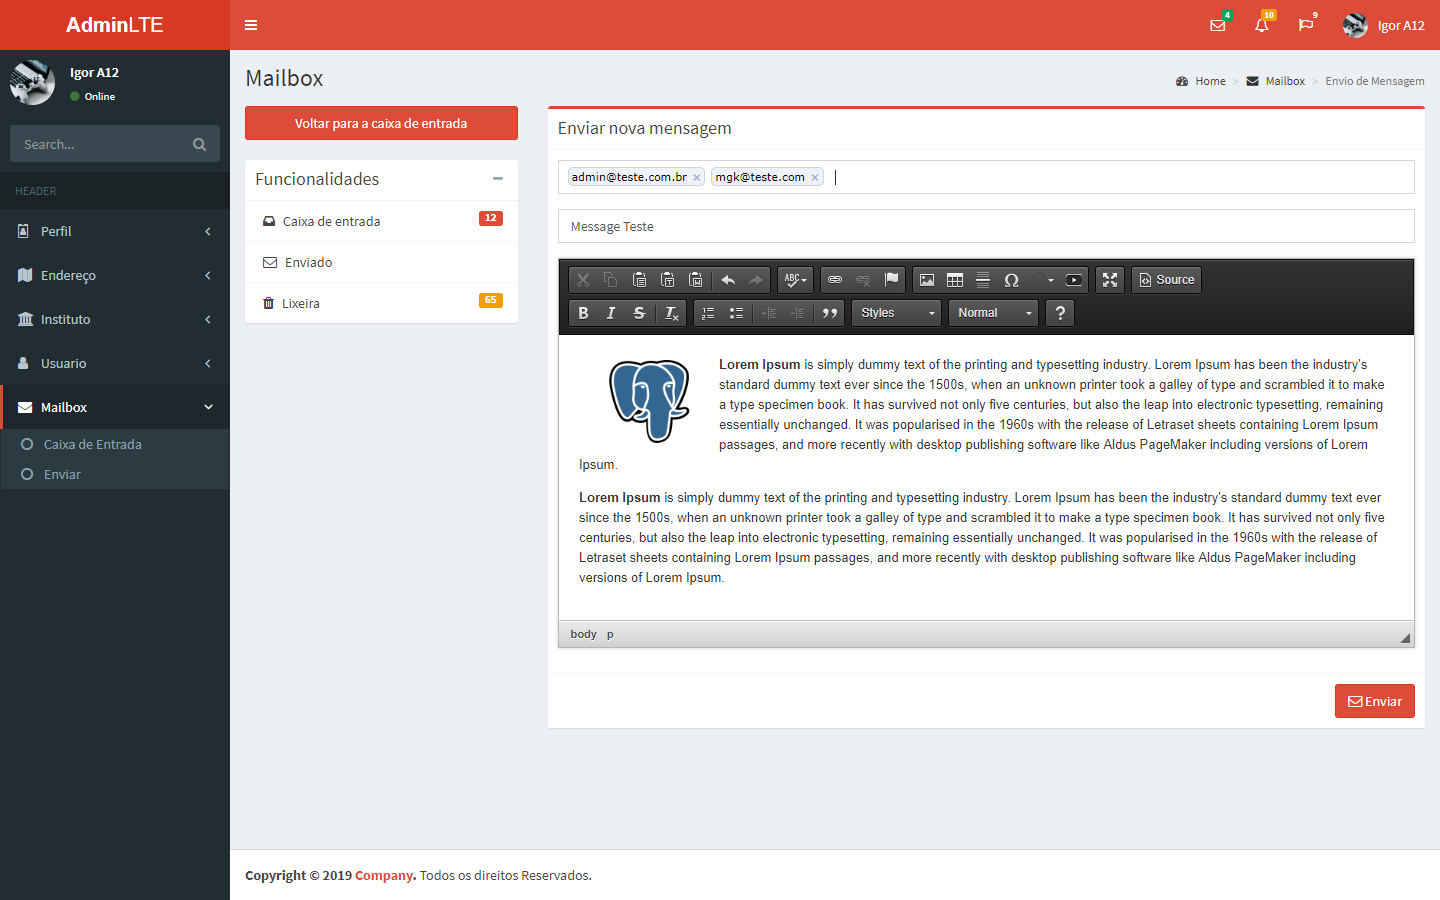 AdminLTE
4
10
9
Igor A12
Igor A12
Online
Search...
HEADER
Perfil
Endereço
Instituto
Usuario
Mailbox
Caixa de Entrada
Enviar
Mailbox
Home > Mailbox > Envio de Mensagem
Voltar para a caixa de entrada
Funcionalidades
Caixa de entrada 12
Enviado
Lixeira 65
Enviar nova mensagem
admin@teste.com.br × mgk@teste.com ×
Message Teste
ABC Source
B I S Tx Styles Normal ?
Lorem Ipsum is simply dummy text of the printing and typesetting industry. Lorem Ipsum has been the industry's
standard dummy text ever since the 1500s, when an unknown printer took a galley of type and scrambled it to make
a type specimen book. It has survived not only five centuries, but also the leap into electronic typesetting, remaining
essentially unchanged. It was popularised in the 1960s with the release of Letraset sheets containing Lorem Ipsum
passages, and more recently with desktop publishing software like Aldus PageMaker including versions of Lorem
Ipsum.
Lorem Ipsum is simply dummy text of the printing and typesetting industry. Lorem Ipsum has been the industry's standard dummy text ever
since the 1500s, when an unknown printer took a galley of type and scrambled it to make a type specimen book. It has survived not only five
centuries, but also the leap into electronic typesetting, remaining essentially unchanged. It was popularised in the 1960s with the release of
Letraset sheets containing Lorem Ipsum passages, and more recently with desktop publishing software like Aldus PageMaker including
versions of Lorem Ipsum.
body p
Enviar
Copyright © 2019 Company. Todos os direitos Reservados.